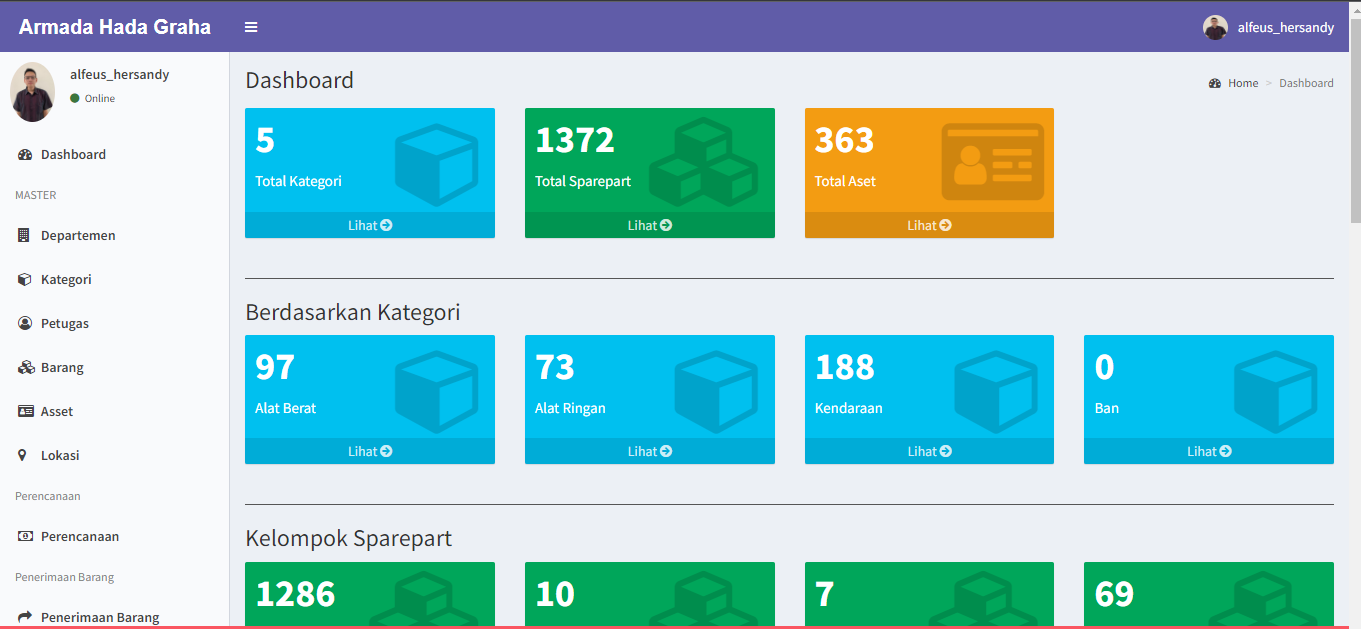 Armada Hada Graha
alfeus_hersandy
alfeus_hersandy
Online
Dashboard
MASTER
Departemen
Kategori
Petugas
Barang
Asset
Lokasi
Perencanaan
Perencanaan
Penerimaan Barang
Penerimaan Barang
Dashboard
Home > Dashboard
5
Total Kategori
Lihat
1372
Total Sparepart
Lihat
363
Total Aset
Lihat
Berdasarkan Kategori
97
Alat Berat
Lihat
73
Alat Ringan
Lihat
188
Kendaraan
Lihat
0
Ban
Lihat
Kelompok Sparepart
1286
10
7
69